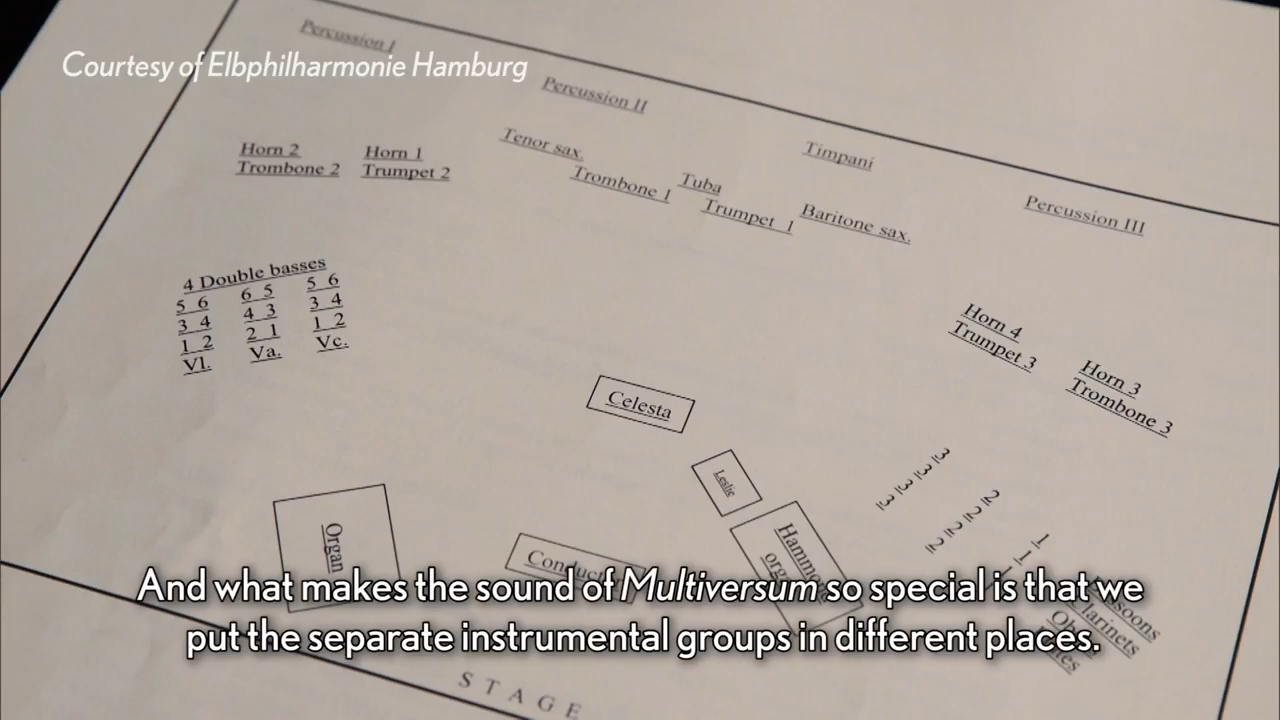 Percussion I
Courtesy of Elbphilharmonie Hamburg
Percussion II
Horn 2
Trombone 2
Horn 1
Trumpet 2
Tenor sax.
Trombone 1
Tuba
Trumpet 1
Timpani
Baritone sax.
Percussion III
4 Double basses
5 6 6 5 5 6
3 4 4 3 3 4
1 2 2 1 1 2
Vl. Va. Vc.
Horn 4
Trumpet 3
Horn 3
Trombone 3
Celesta
Leslie
Organ
3 3 3 3
2 2 2 2
1 1
Clarinets
And what makes the sound of Multiversum so special is that we
put the separate instrumental groups in different places.
STAGE